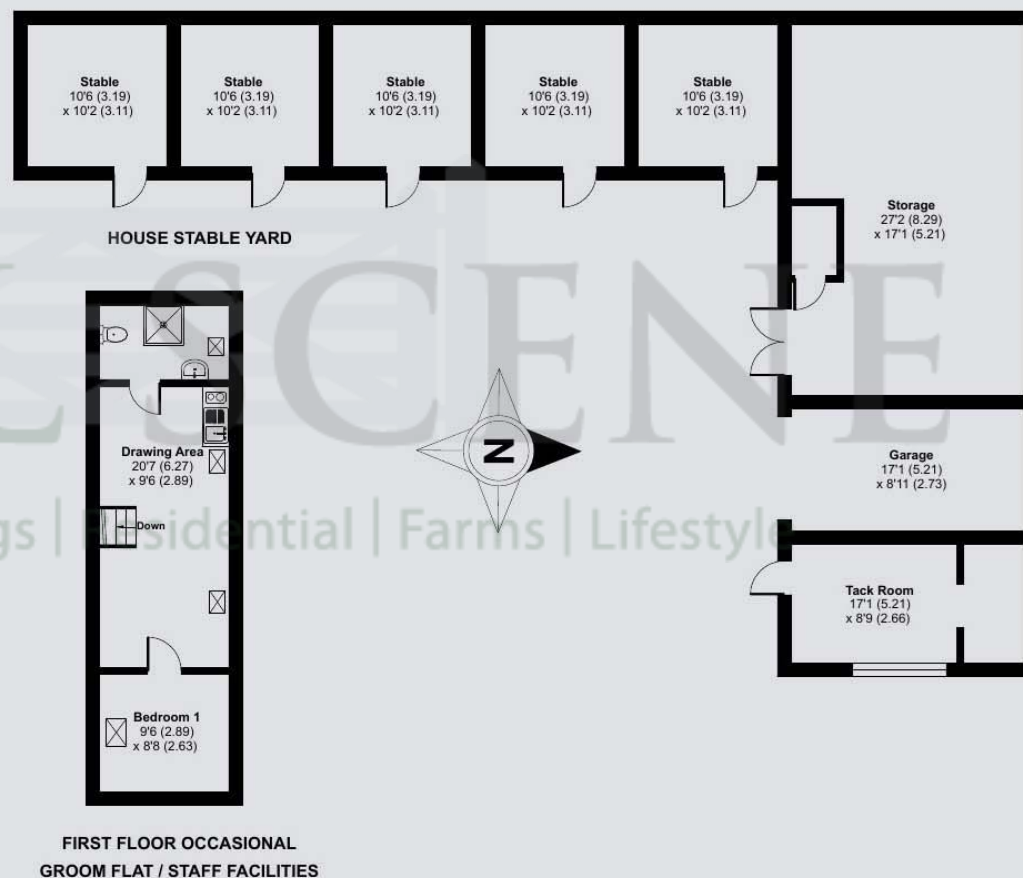 Stable
10'6 (3.19)
x 10'2 (3.11)
Stable
10'6 (3.19)
x 10'2 (3.11)
Stable
10'6 (3.19)
x 10'2 (3.11)
Stable
10'6 (3.19)
x 10'2 (3.11)
Stable
10'6 (3.19)
x 10'2 (3.11)
Storage
27'2 (8.29)
x 17'1 (5.21)
HOUSE STABLE YARD
SCENE
Drawing Area
20'7 (6.27)
x 9'6 (2.89)
N
Garage
17'1 (5.21)
x 8'11 (2.73)
Down
| Residential | Farms | Lifestyle
Tack Room
17'1 (5.21)
x 8'9 (2.66)
Bedroom 1
9'6 (2.89)
x 8'8 (2.63)
FIRST FLOOR OCCASIONAL
GROOM FLAT / STAFF FACILITIES